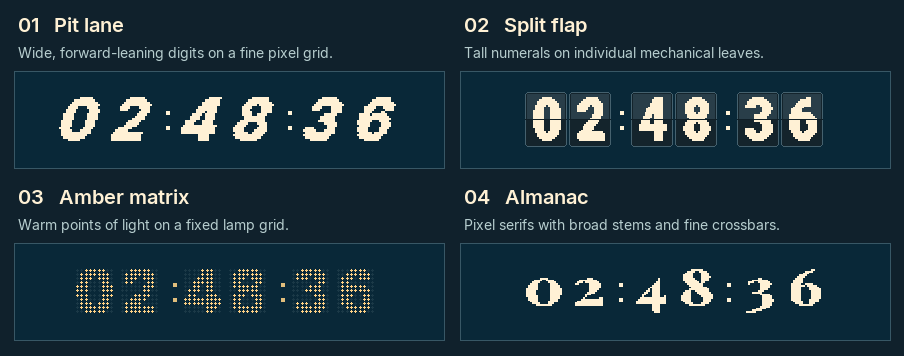 01 Pit lane
Wide, forward-leaning digits on a fine pixel grid.
02:48:36
02 Split flap
Tall numerals on individual mechanical leaves.
02:48:36
03 Amber matrix
Warm points of light on a fixed lamp grid.
02:48:36
04 Almanac
Pixel serifs with broad stems and fine crossbars.
02:48:36